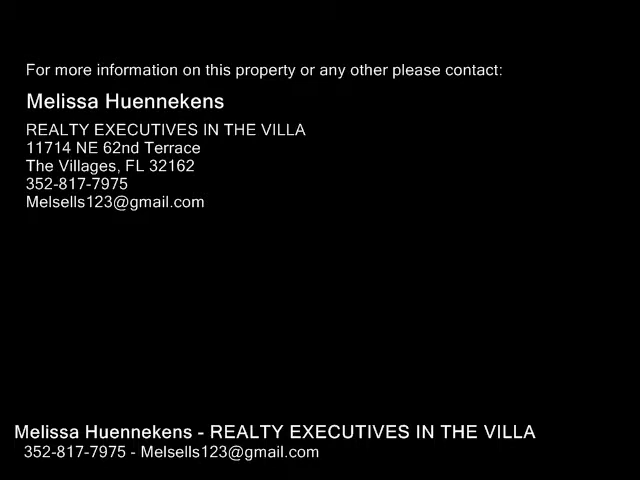 For more information on this property or any other please contact:
Melissa Huennekens
REALTY EXECUTIVES IN THE VILLA
11714 NE 62nd Terrace
The Villages, FL 32162
352-817-7975
Melsells123@gmail.com
Melissa Huennekens - REALTY EXECUTIVES IN THE VILLA
352-817-7975 - Melsells123@gmail.com